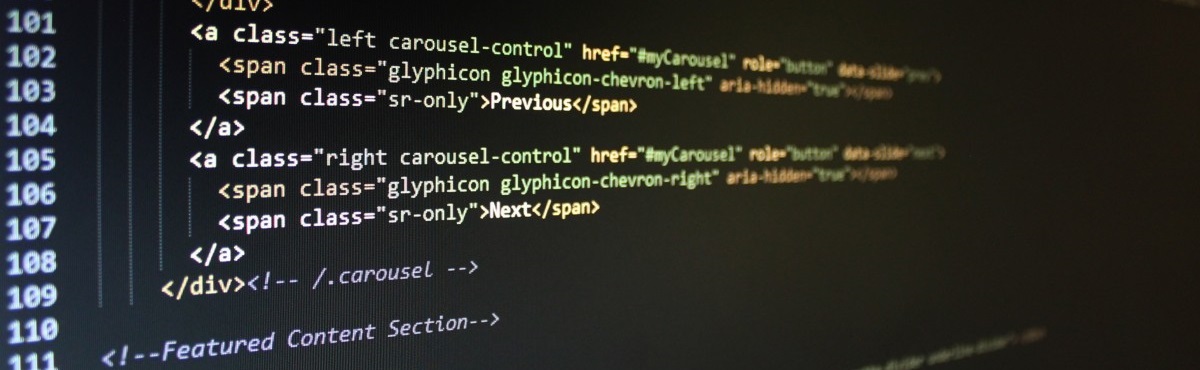 </div>
101 <a class="left carousel-control" href="#myCarousel" role="button" data-slide="prev">
102 <span class="glyphicon glyphicon-chevron-left" aria-hidden="true"></span>
103 <span class="sr-only">Previous</span>
104 </a>
105 <a class="right carousel-control" href="#myCarousel" role="button" data-slide="next">
106 <span class="glyphicon glyphicon-chevron-right" aria-hidden="true"></span>
107 <span class="sr-only">Next</span>
108 </a>
109 </div><!-- /.carousel -->
110
111 <!--Featured Content Section-->